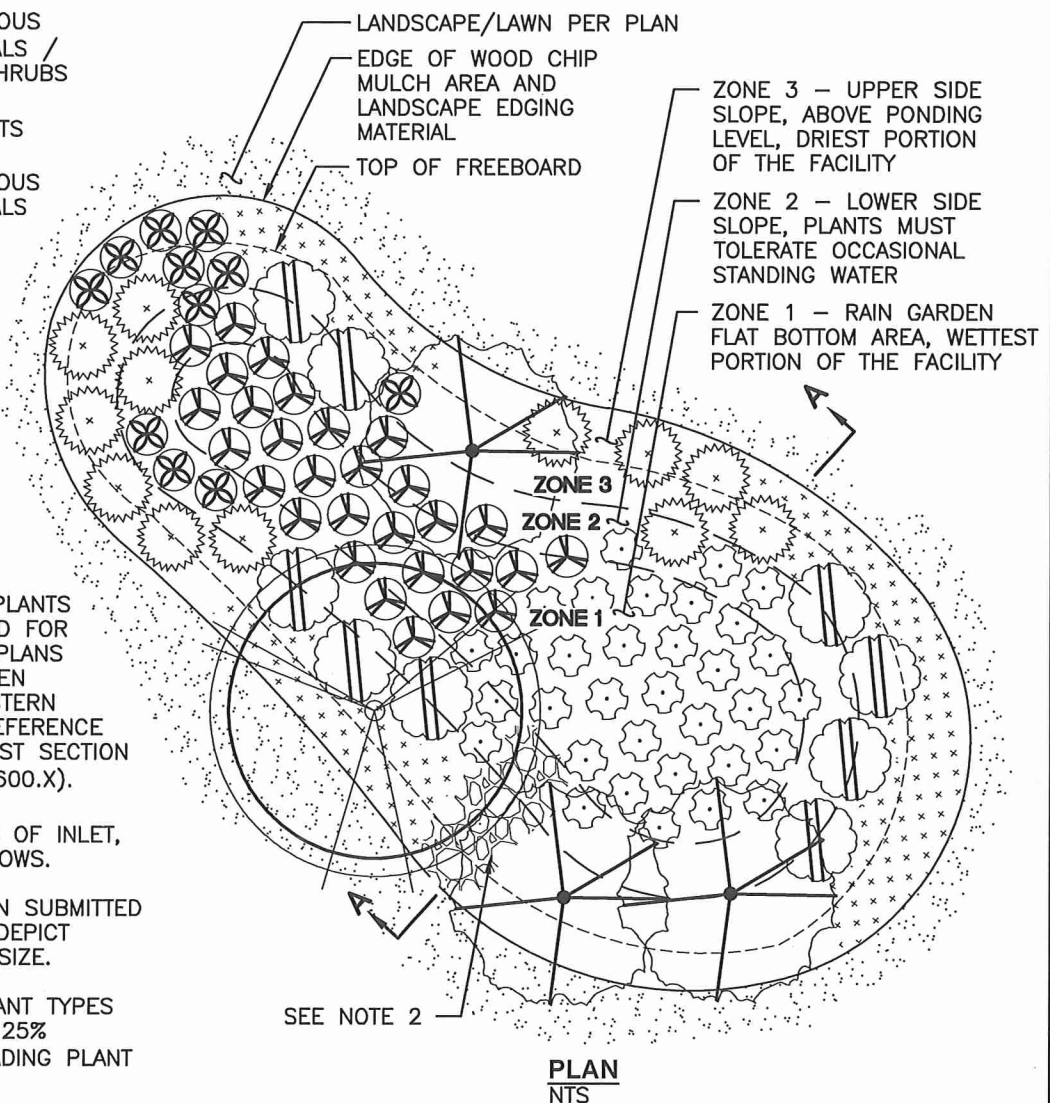 OUS
ALS /
HRUBS
TS
OUS
ALS
PLANTS
D FOR
PLANS
EN
STERN
EFERENCE
ST SECTION
600.X).
OF INLET,
OWS.
N SUBMITTED
DEPICT
SIZE.
ANT TYPES
25%
ADING PLANT
LANDSCAPE/LAWN PER PLAN
EDGE OF WOOD CHIP
MULCH AREA AND
LANDSCAPE EDGING
MATERIAL
TOP OF FREEBOARD
ZONE 3 – UPPER SIDE
SLOPE, ABOVE PONDING
LEVEL, DRIEST PORTION
OF THE FACILITY
ZONE 2 – LOWER SIDE
SLOPE, PLANTS MUST
TOLERATE OCCASIONAL
STANDING WATER
ZONE 1 – RAIN GARDEN
FLAT BOTTOM AREA, WETTEST
PORTION OF THE FACILITY
A
ZONE 3
ZONE 2
ZONE 1
A
SEE NOTE 2
PLAN
NTS